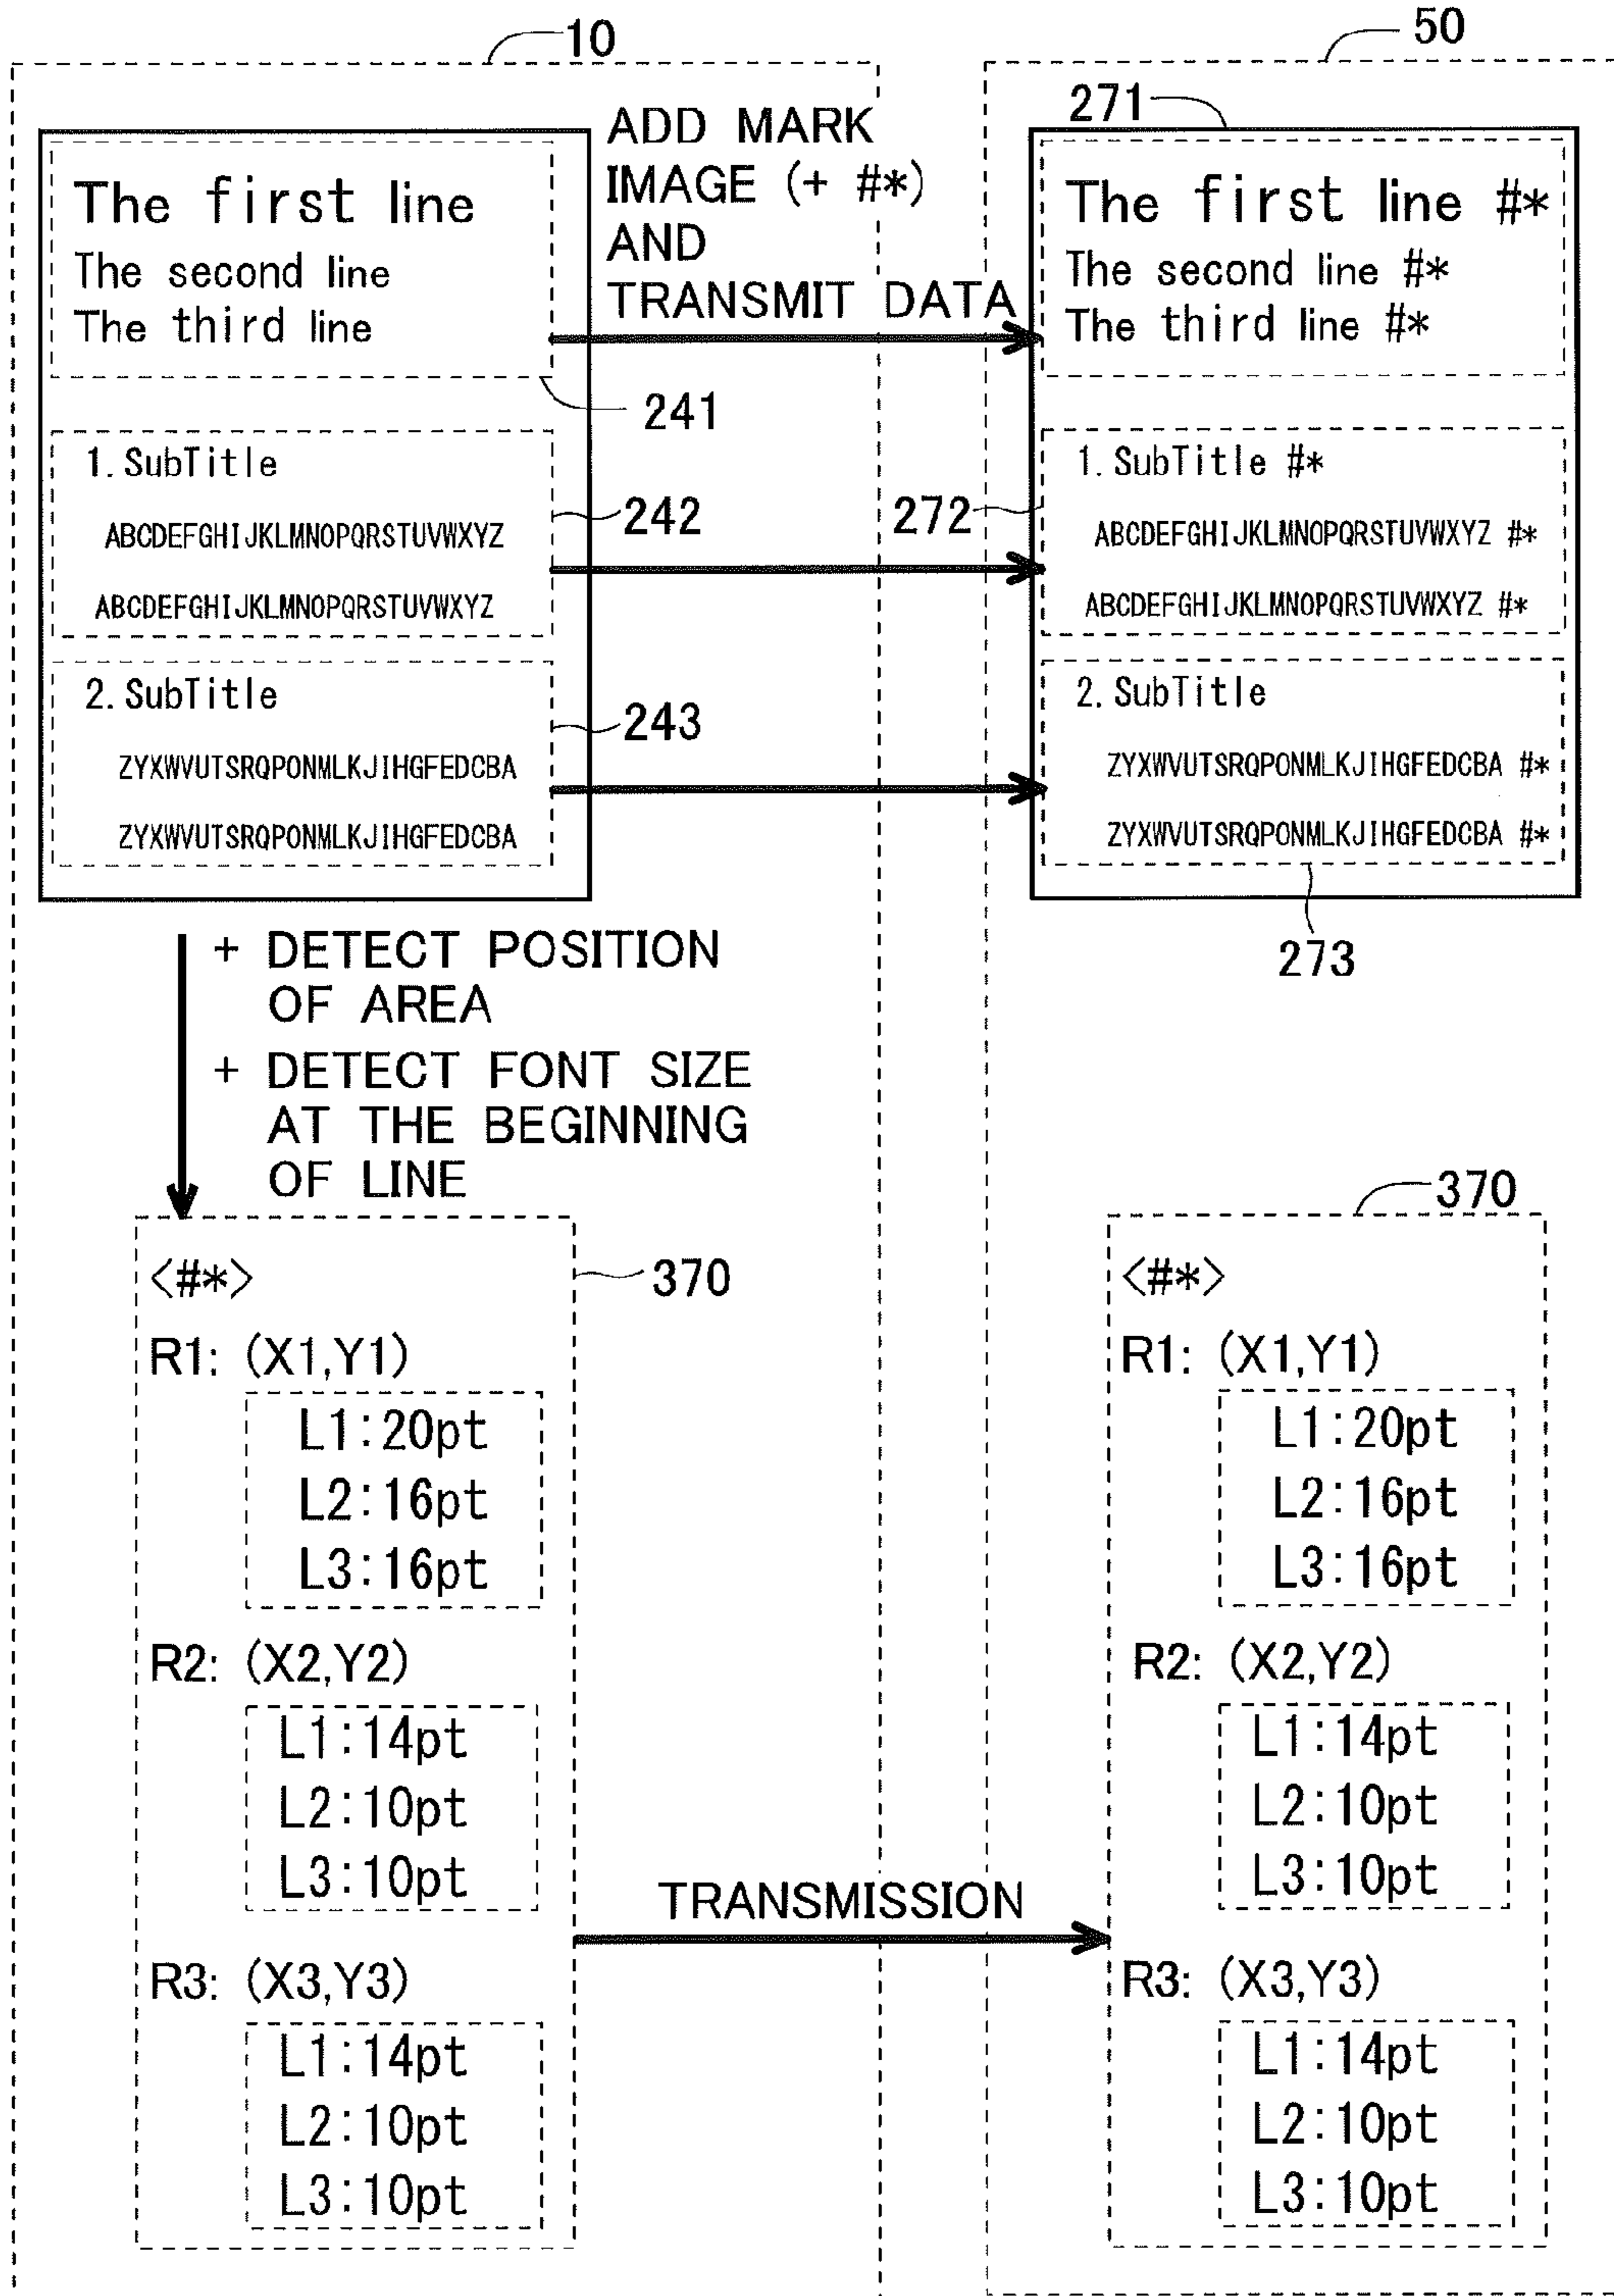 10
50
271
The first line
The second line
The third line
ADD MARK
IMAGE (+ #*)
AND
TRANSMIT DATA
The first line #*
The second line #*
The third line #*
241
1. SubTitle
ABCDEFGHIJKLMNOPQRSTUVWXYZ
ABCDEFGHIJKLMNOPQRSTUVWXYZ
242
272
1. SubTitle #*
ABCDEFGHIJKLMNOPQRSTUVWXYZ #*
ABCDEFGHIJKLMNOPQRSTUVWXYZ #*
2. SubTitle
ZYXWVUTSRQPONMLKJIHGFEDCBA
ZYXWVUTSRQPONMLKJIHGFEDCBA
243
2. SubTitle
ZYXWVUTSRQPONMLKJIHGFEDCBA #*
ZYXWVUTSRQPONMLKJIHGFEDCBA #*
273
+ DETECT POSITION
OF AREA
+ DETECT FONT SIZE
AT THE BEGINNING
OF LINE
370
<#*>
R1: (X1,Y1)
L1:20pt
L2:16pt
L3:16pt
R2: (X2,Y2)
L1:14pt
L2:10pt
L3:10pt
R3: (X3,Y3)
L1:14pt
L2:10pt
L3:10pt
TRANSMISSION
370
<#*>
R1: (X1,Y1)
L1:20pt
L2:16pt
L3:16pt
R2: (X2,Y2)
L1:14pt
L2:10pt
L3:10pt
R3: (X3,Y3)
L1:14pt
L2:10pt
L3:10pt